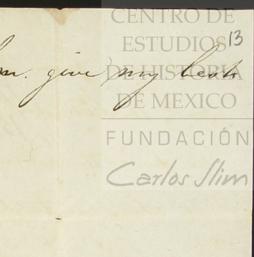 CENTRO DE
ESTUDIOS
13
DE HISTORIA
give my best
DE MEXICO
FUNDACIÓN
Carlos Slim